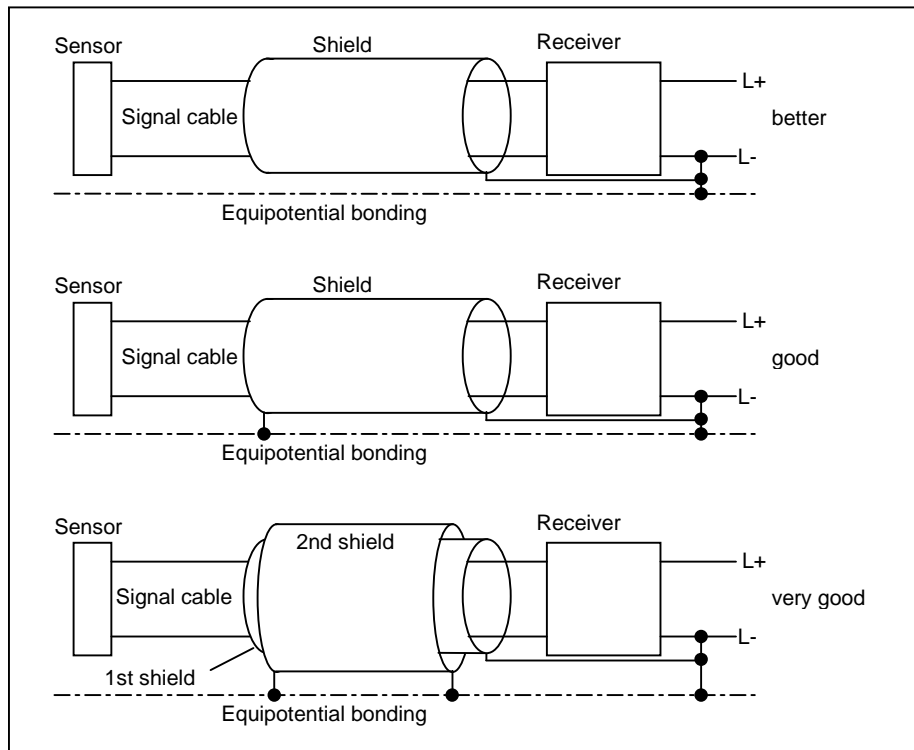 Sensor
Shield
Receiver
L+
Signal cable
better
L-
Equipotential bonding
Sensor
Shield
Receiver
L+
Signal cable
good
L-
Equipotential bonding
Sensor
Receiver
2nd shield
L+
Signal cable
very good
L-
1st shield
Equipotential bonding